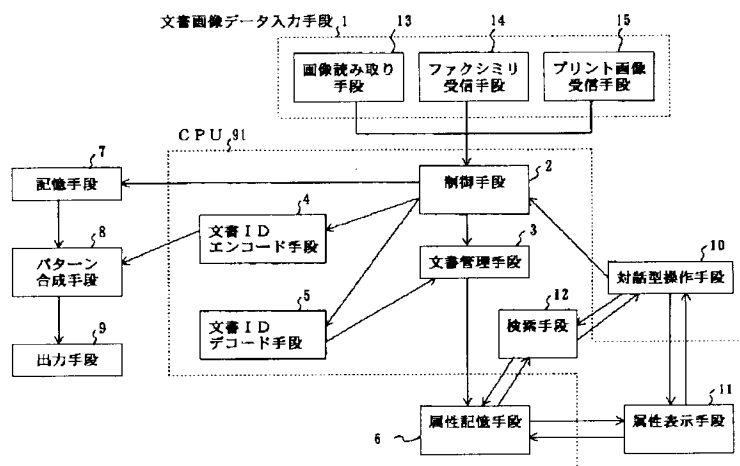 文書画像データ入力手段
1
13
14
15
画像読み取り
手段
ファクシミリ
受信手段
プリント画像
受信手段
CPU 91
7
記憶手段
2
制御手段
4
文書ID
エンコード手段
3
文書管理手段
8
パターン
合成手段
10
対話型操作手段
5
文書ID
デコード手段
12
検索手段
9
出力手段
属性記憶手段
6
11
属性表示手段